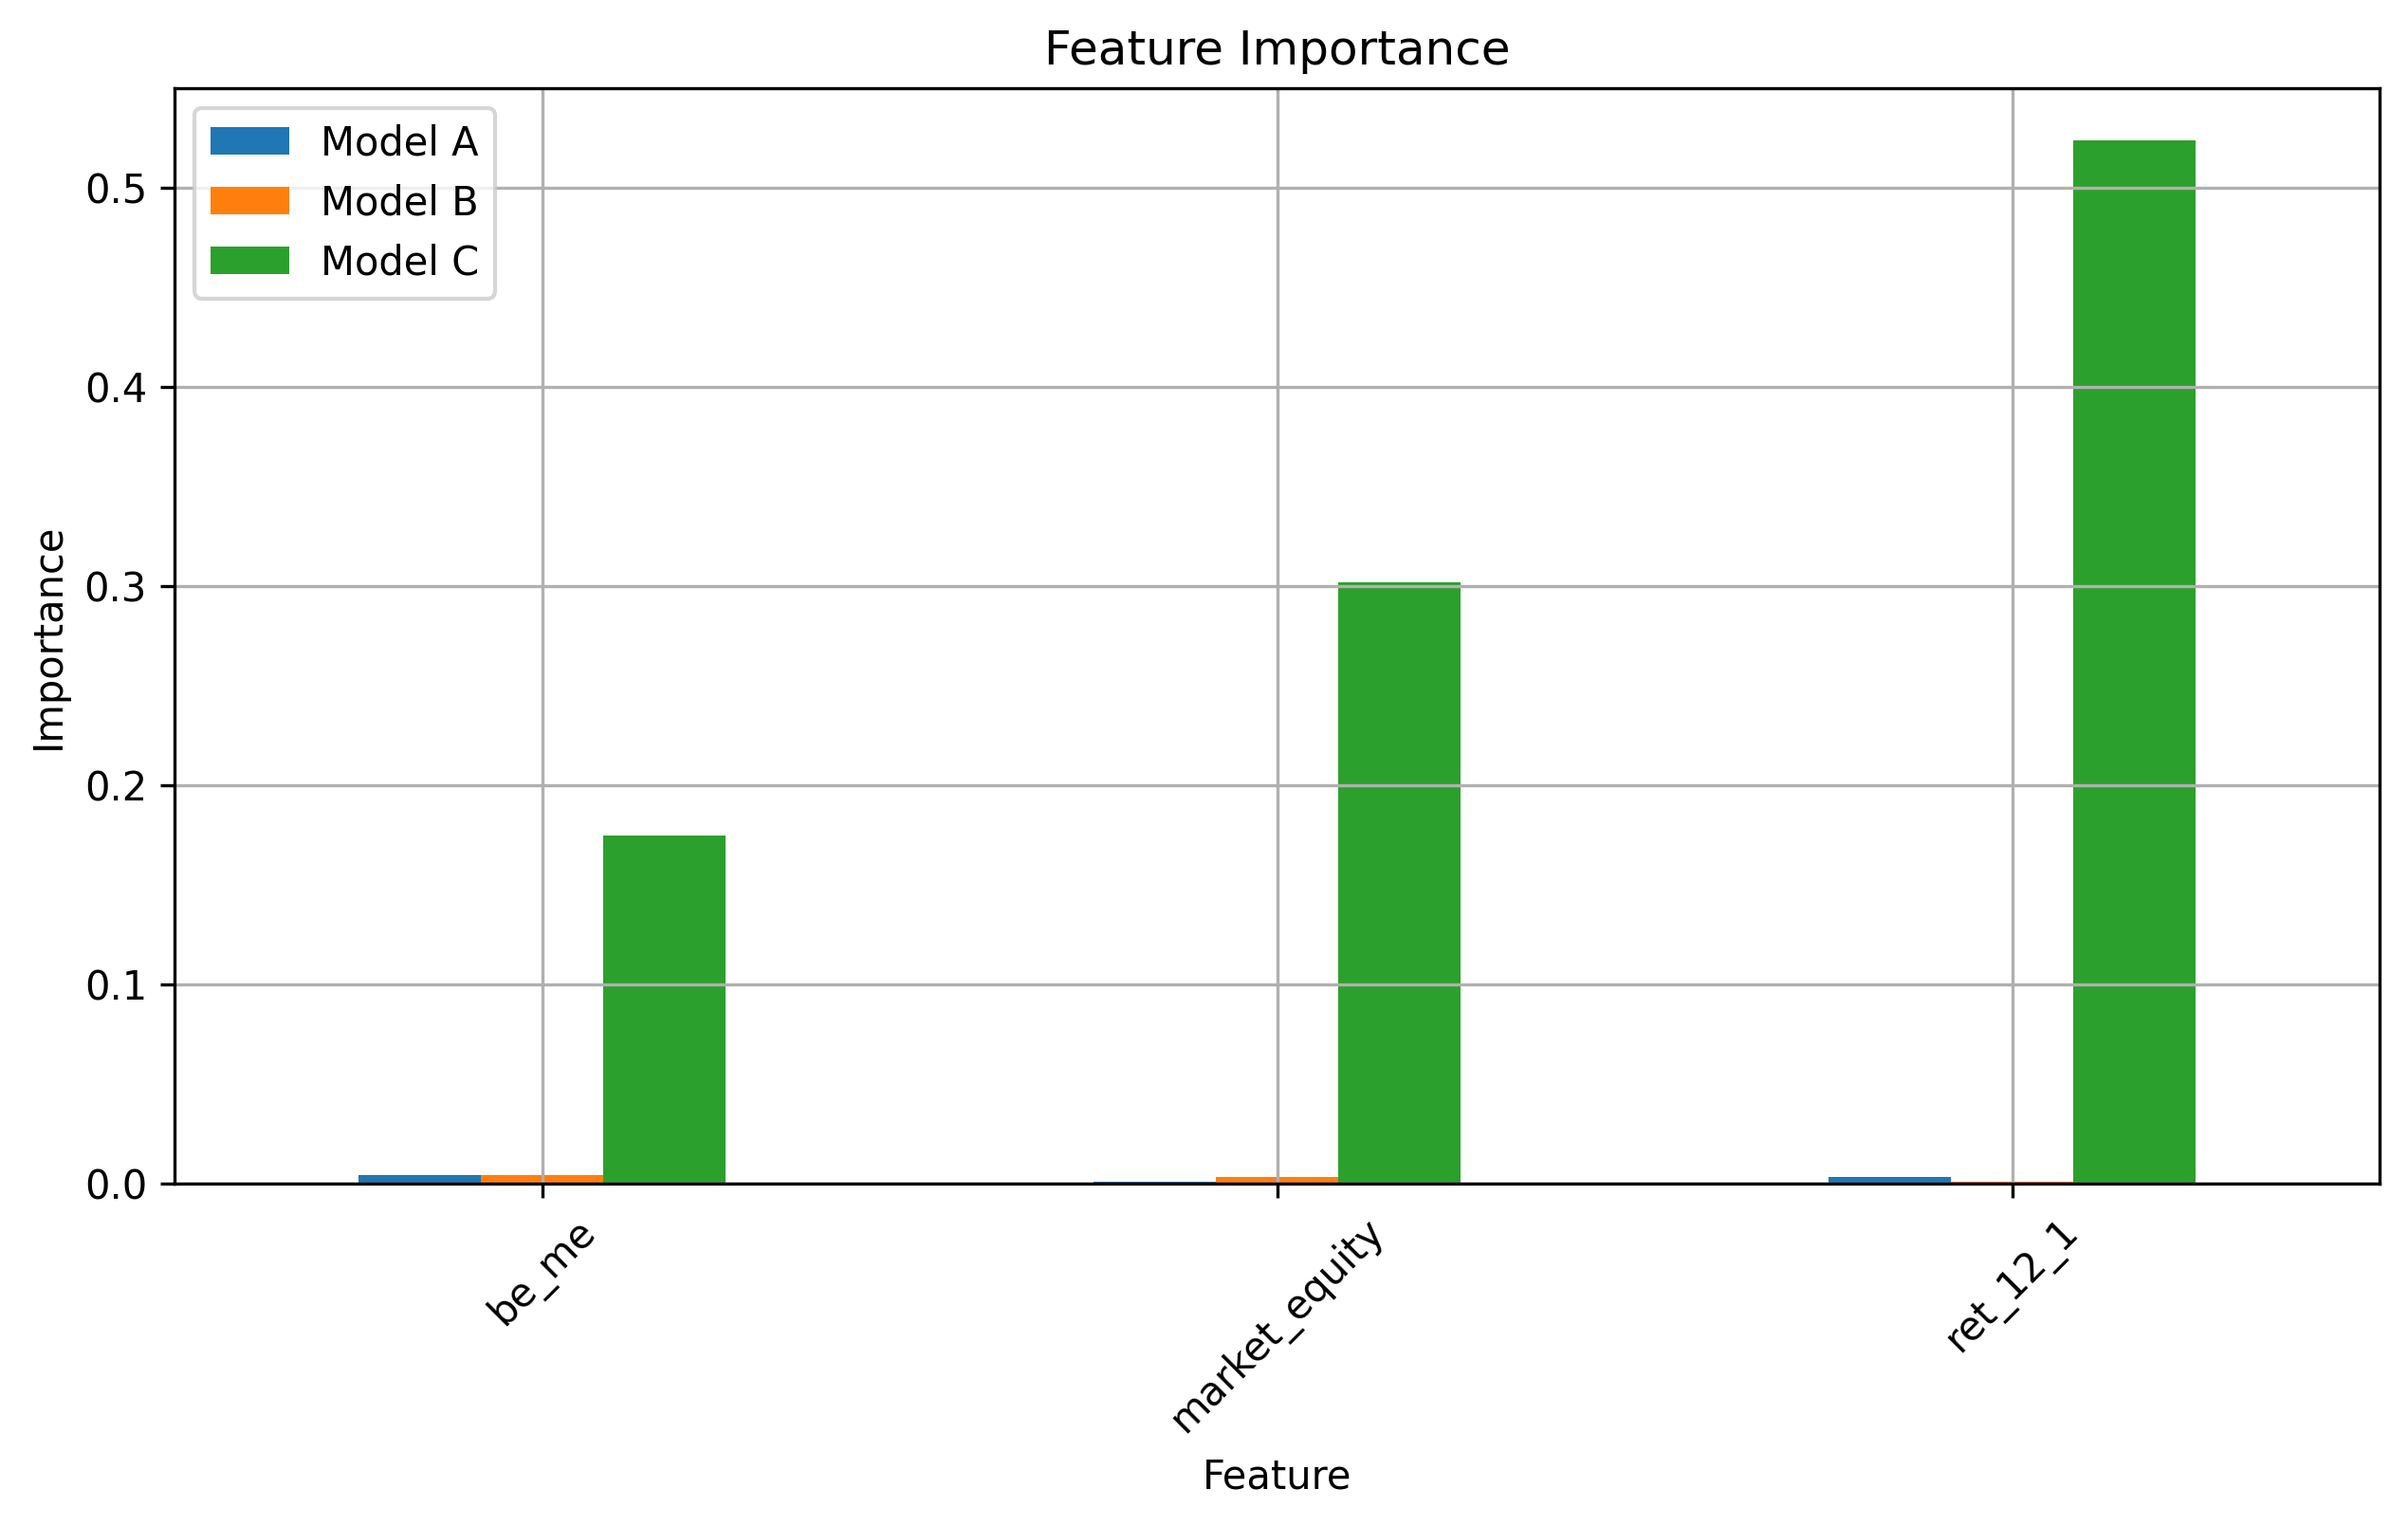 Feature Importance
Model A
Model B
Model C
0.5
0.4
0.3
0.2
0.1
0.0
Importance
be_me
market_equity
ret_12_1
Feature